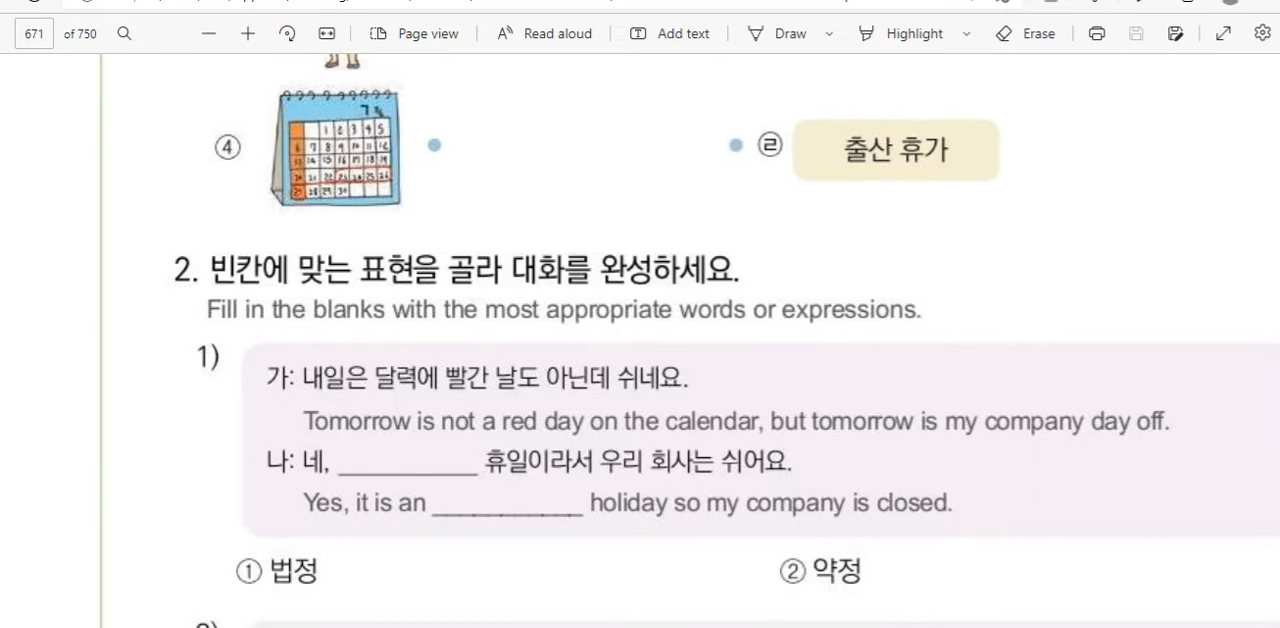 671 of 750 Page view Read aloud Add text Draw Highlight Erase
④ ㉣ 출산 휴가
2. 빈칸에 맞는 표현을 골라 대화를 완성하세요.
Fill in the blanks with the most appropriate words or expressions.
1)
가: 내일은 달력에 빨간 날도 아닌데 쉬네요.
Tomorrow is not a red day on the calendar, but tomorrow is my company day off.
나: 네, __________ 휴일이라서 우리 회사는 쉬어요.
Yes, it is an ___________ holiday so my company is closed.
① 법정 ② 약정